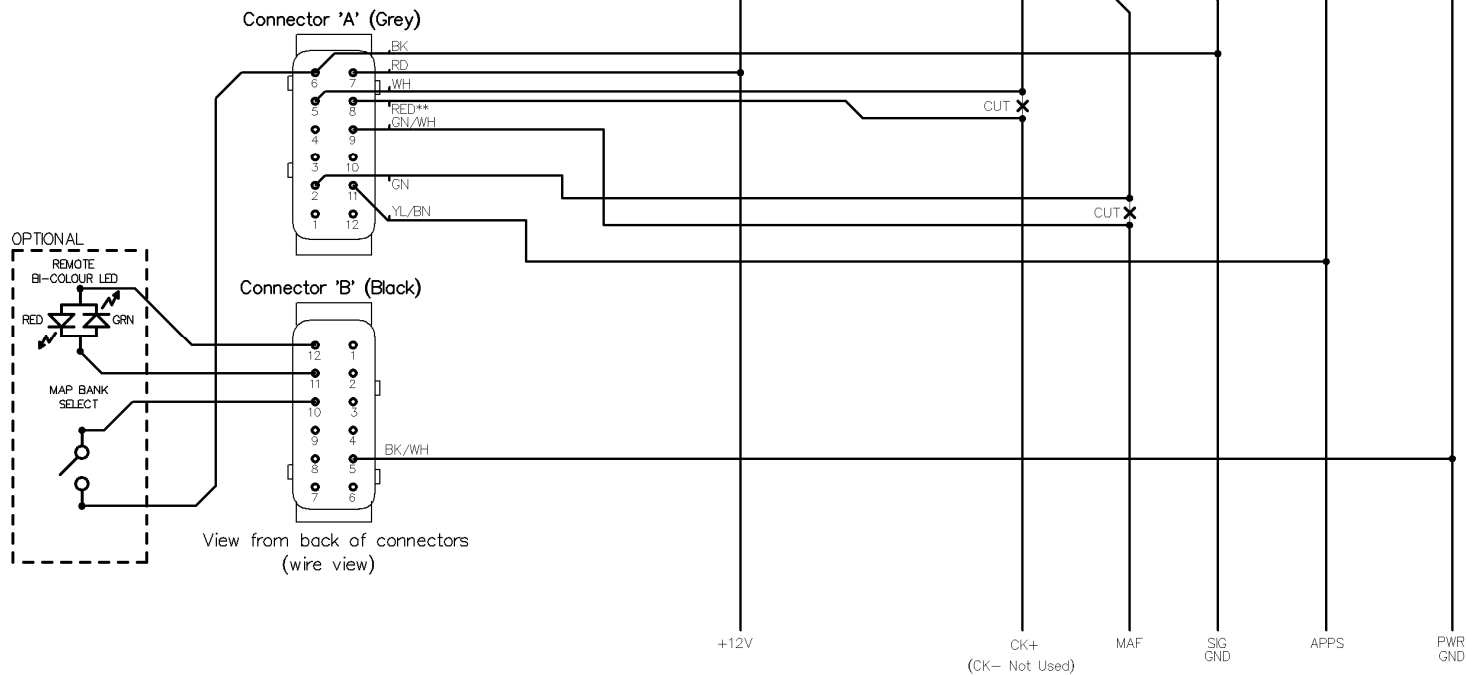 Connector 'A' (Grey)
BK
RD
WH
RED**
GN/WH
GN
YL/BN
6 7
5 8
4 9
3 10
2 11
1 12
CUT
CUT
OPTIONAL
REMOTE
BI-COLOUR LED
RED
GRN
MAP BANK
SELECT
Connector 'B' (Black)
12 1
11 2
10 3
9 4
8 5
7 6
BK/WH
View from back of connectors
(wire view)
+12V
CK+
(CK- Not Used)
MAF
SIG
GND
APPS
PWR
GND